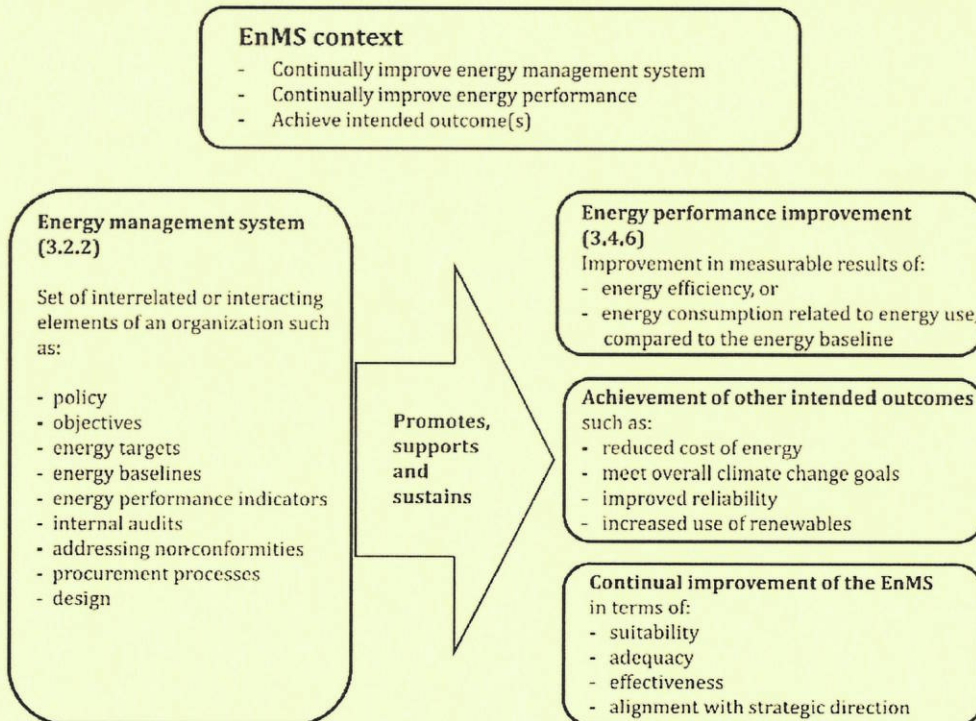 EnMS context
- Continually improve energy management system
- Continually improve energy performance
- Achieve intended outcome(s)
Energy management system
(3.2.2)
Set of interrelated or interacting
elements of an organization such
as:
- policy
- objectives
- energy targets
- energy baselines
- energy performance indicators
- internal audits
- addressing non-conformities
- procurement processes
- design
Promotes,
supports
and
sustains
Energy performance improvement
(3.4.6)
Improvement in measurable results of:
- energy efficiency, or
- energy consumption related to energy use,
compared to the energy baseline
Achievement of other intended outcomes
such as:
- reduced cost of energy
- meet overall climate change goals
- improved reliability
- increased use of renewables
Continual improvement of the EnMS
in terms of:
- suitability
- adequacy
- effectiveness
- alignment with strategic direction